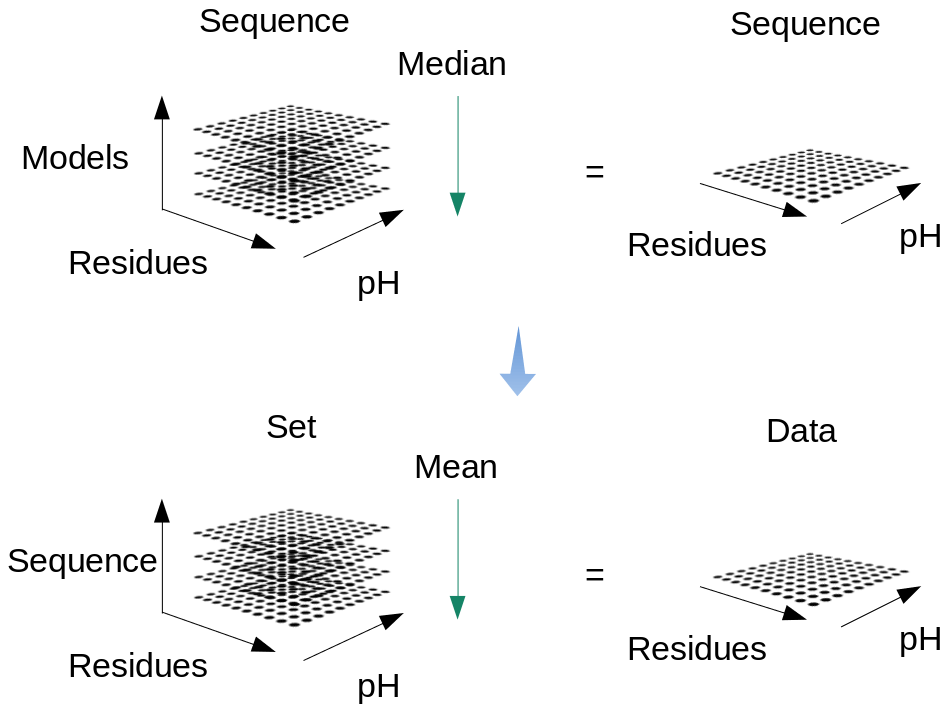 Sequence
Sequence
Median
Models
=
Residues
Residues
pH
pH
Set
Data
Mean
Sequence
=
Residues
Residues
pH
pH